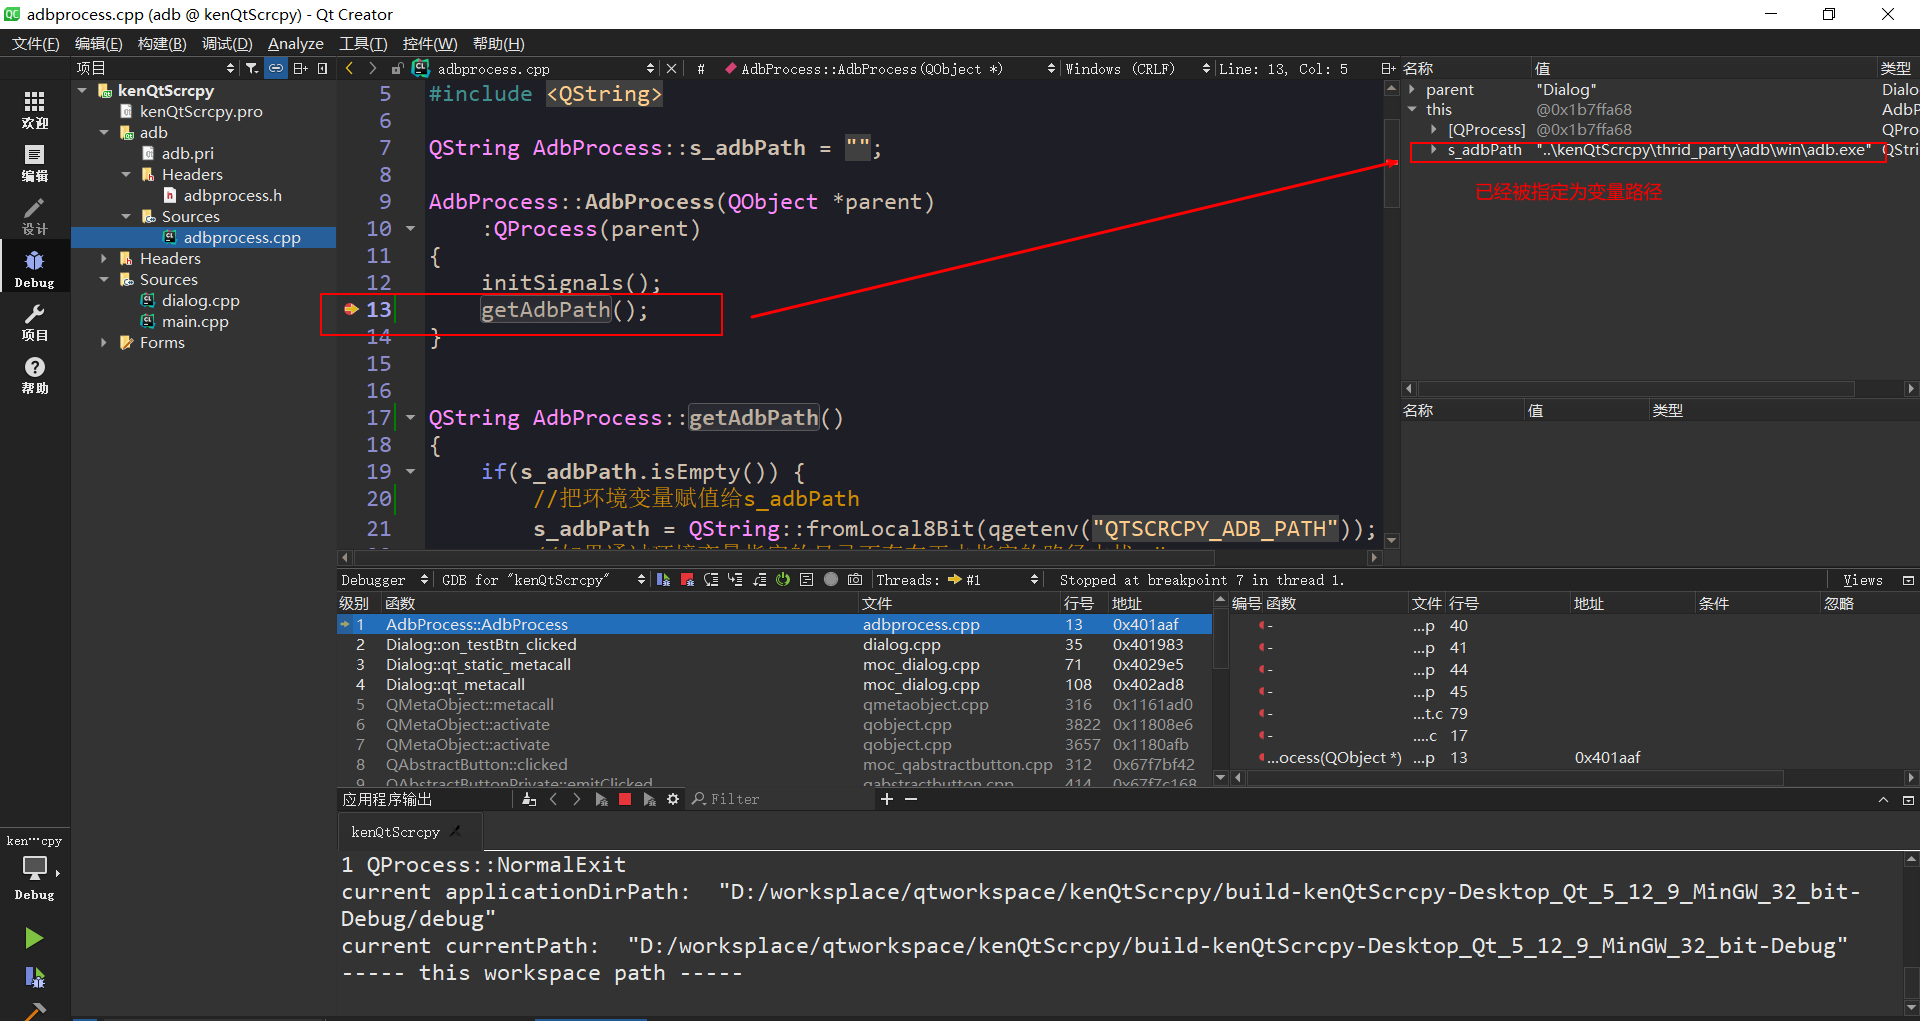 adbprocess.cpp (adb @ kenQtScrcpy) - Qt Creator
文件(F) 编辑(E) 构建(B) 调试(D) Analyze 工具(T) 控件(W) 帮助(H)
项目
adbprocess.cpp
# AdbProcess::AdbProcess(QObject *) Windows (CRLF) Line: 13, Col: 5
欢迎
编辑
设计
Debug
项目
帮助
kenQtScrcpy
kenQtScrcpy.pro
adb
adb.pri
Headers
adbprocess.h
Sources
adbprocess.cpp
Headers
Sources
dialog.cpp
main.cpp
Forms
5 #include <QString>
6
7 QString AdbProcess::s_adbPath = "";
8
9 AdbProcess::AdbProcess(QObject *parent)
10 :QProcess(parent)
11 {
12 initSignals();
13 getAdbPath();
14 }
15
16
17 QString AdbProcess::getAdbPath()
18 {
19 if(s_adbPath.isEmpty()) {
20 //把环境变量赋值给s_adbPath
21 s_adbPath = QString::fromLocal8Bit(qgetenv("QTSCRCPY_ADB_PATH"));
名称 值 类型
parent "Dialog" Dialo
this @0x1b7ffa68 AdbP
[QProcess] @0x1b7ffa68 QPro
s_adbPath "..\kenQtScrcpy\thrid_party\adb\win\adb.exe" QStri
已经被指定为变量路径
名称 值 类型
Debugger GDB for "kenQtScrcpy" Threads: #1 Stopped at breakpoint 7 in thread 1. Views
级别 函数 文件 行号 地址
1 AdbProcess::AdbProcess adbprocess.cpp 13 0x401aaf
2 Dialog::on_testBtn_clicked dialog.cpp 35 0x401983
3 Dialog::qt_static_metacall moc_dialog.cpp 71 0x4029e5
4 Dialog::qt_metacall moc_dialog.cpp 108 0x402ad8
5 QMetaObject::metacall qmetaobject.cpp 316 0x1161ad0
6 QMetaObject::activate qobject.cpp 3822 0x11808e6
7 QMetaObject::activate qobject.cpp 3657 0x1180afb
8 QAbstractButton::clicked moc_qabstractbutton.cpp 312 0x67f7bf42
9 QAbstractButtonPrivate::emitClicked qabstractbutton.cpp 414 0x67f7c168
编号 函数 文件 行号 地址 条件 忽略
- ...p 40
- ...p 41
- ...p 44
- ...p 45
- ...t.c 79
- ....c 17
...ocess(QObject *) ...p 13 0x401aaf
应用程序输出 Filter
kenQtScrcpy
1 QProcess::NormalExit
current applicationDirPath:  "D:/worksplace/qtworkspace/kenQtScrcpy/build-kenQtScrcpy-Desktop_Qt_5_12_9_MinGW_32_bit-
Debug/debug"
current currentPath:  "D:/worksplace/qtworkspace/kenQtScrcpy/build-kenQtScrcpy-Desktop_Qt_5_12_9_MinGW_32_bit-Debug"
----- this workspace path -----
ken···cpy
Debug